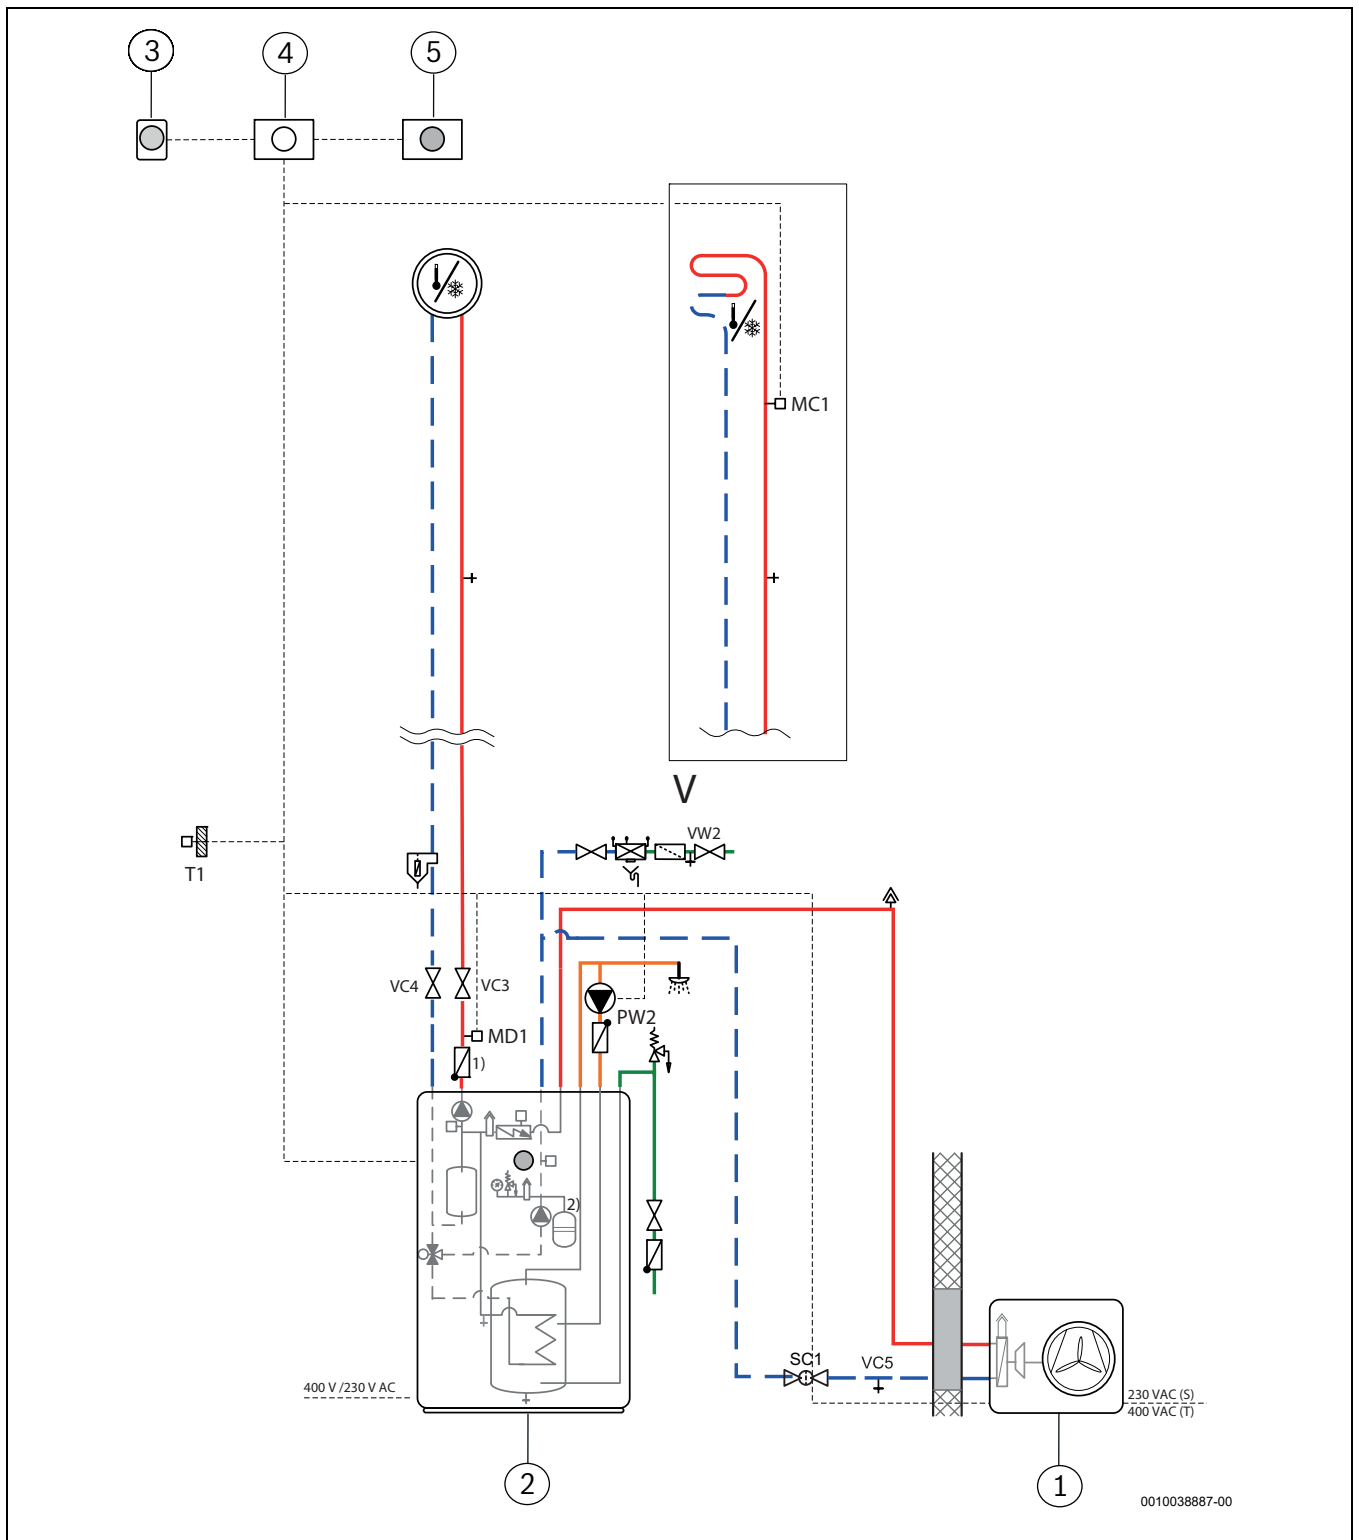 3
4
5
MC1
V
VW2
T1
VC4
VC3
PW2
MD1
1)
2)
SC1
VC5
400 V /230 V AC
230 VAC (S)
400 VAC (T)
2
1
0010038887-00